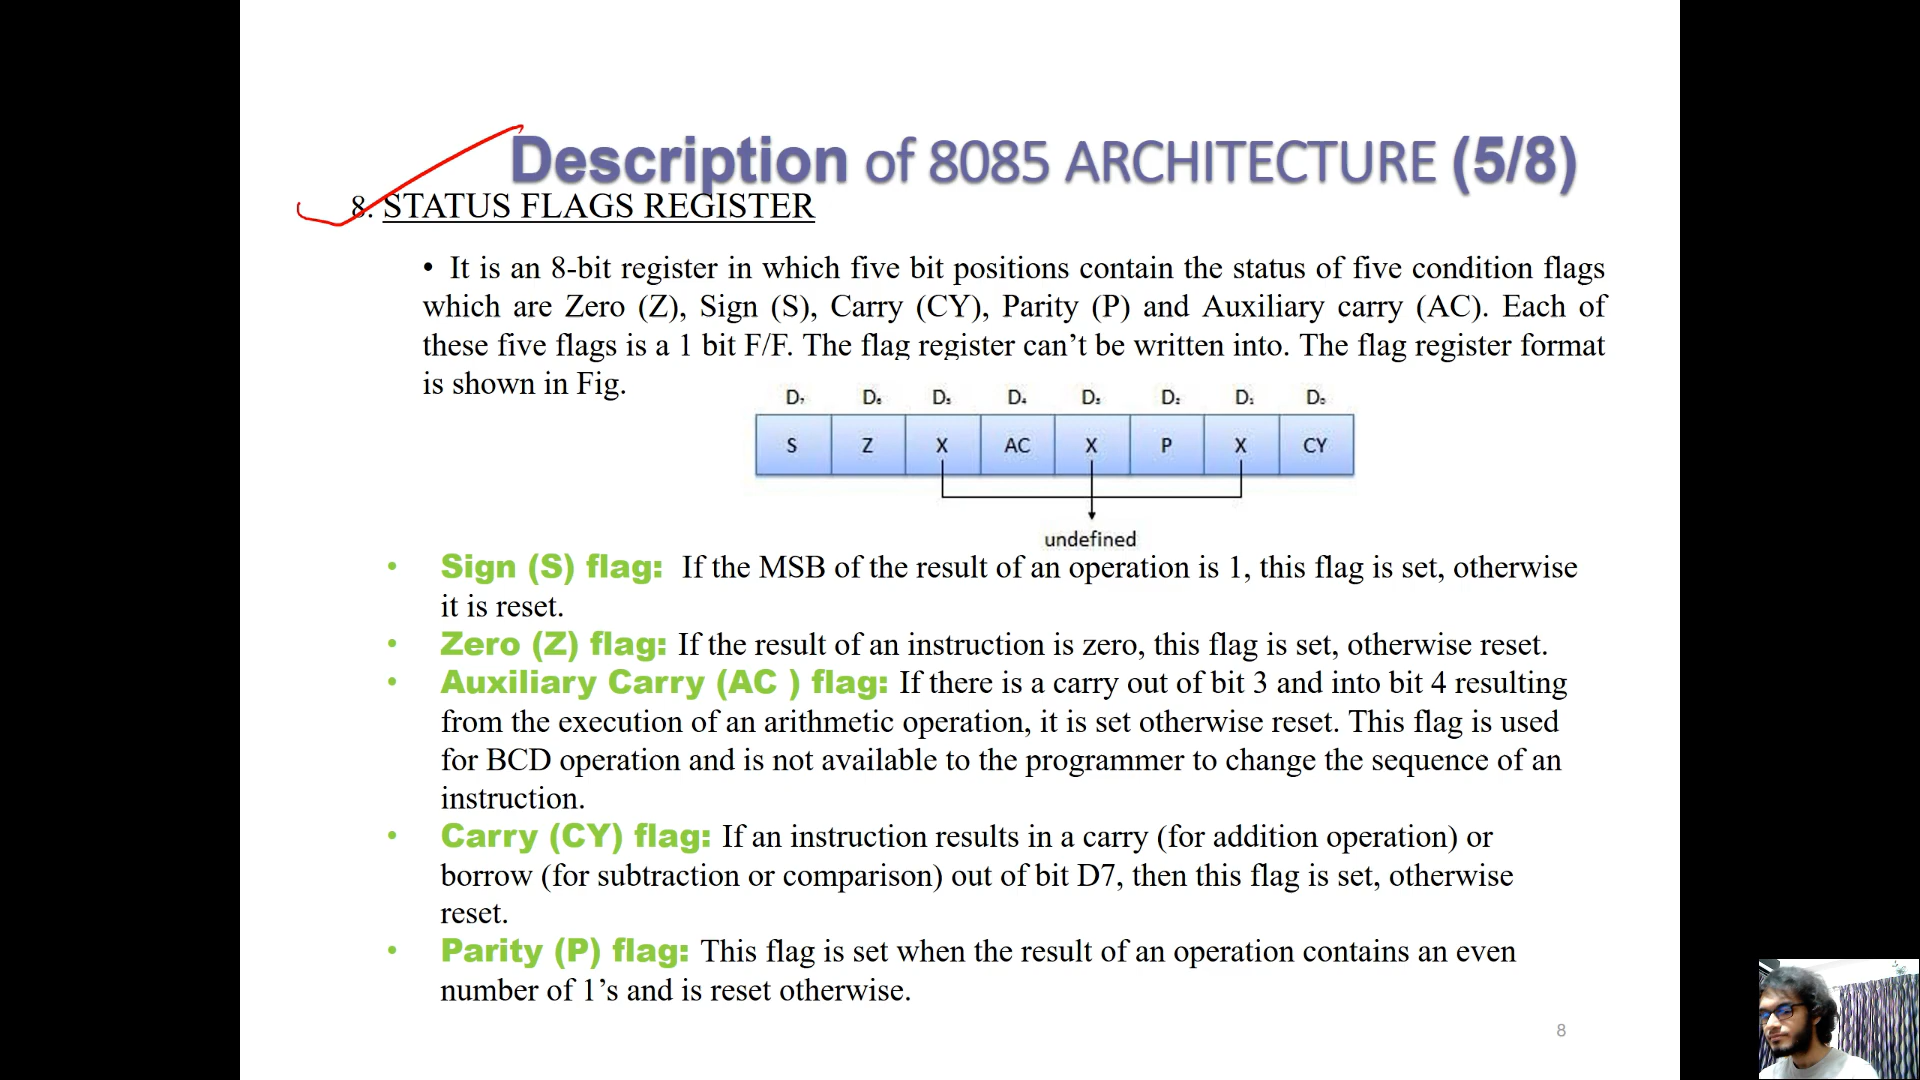 Description of 8085 ARCHITECTURE (5/8)
8. STATUS FLAGS REGISTER
• It is an 8-bit register in which five bit positions contain the status of five condition flags
which are Zero (Z), Sign (S), Carry (CY), Parity (P) and Auxiliary carry (AC). Each of
these five flags is a 1 bit F/F. The flag register can’t be written into. The flag register format
is shown in Fig.
D₇ D₆ D₅ D₄ D₃ D₂ D₁ D₀
S Z X AC X P X CY
undefined
• Sign (S) flag: If the MSB of the result of an operation is 1, this flag is set, otherwise
it is reset.
• Zero (Z) flag: If the result of an instruction is zero, this flag is set, otherwise reset.
• Auxiliary Carry (AC ) flag: If there is a carry out of bit 3 and into bit 4 resulting
from the execution of an arithmetic operation, it is set otherwise reset. This flag is used
for BCD operation and is not available to the programmer to change the sequence of an
instruction.
• Carry (CY) flag: If an instruction results in a carry (for addition operation) or
borrow (for subtraction or comparison) out of bit D7, then this flag is set, otherwise
reset.
• Parity (P) flag: This flag is set when the result of an operation contains an even
number of 1’s and is reset otherwise.
8